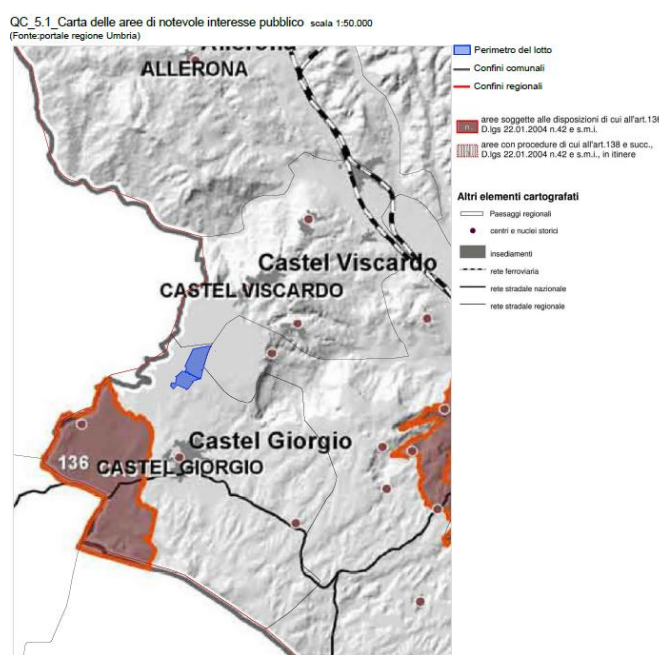 QC_5.1_Carta delle aree di notevole interesse pubblico scala 1:50.000
(Fonte:portale regione Umbria)
Allerona
ALLERONA
Castel Viscardo
CASTEL VISCARDO
Castel Giorgio
136 CASTEL GIORGIO
Perimetro del lotto
Confini comunali
Confini regionali
n. aree soggette alle disposizioni di cui all'art.136
D.lgs 22.01.2004 n.42 e s.m.i.
aree con procedure di cui all'art.138 e succ.,
D.lgs 22.01.2004 n.42 e s.m.i., in itinere
Altri elementi cartografati
Paesaggi regionali
centri e nuclei storici
insediamenti
rete ferroviaria
rete stradale nazionale
rete stradale regionale